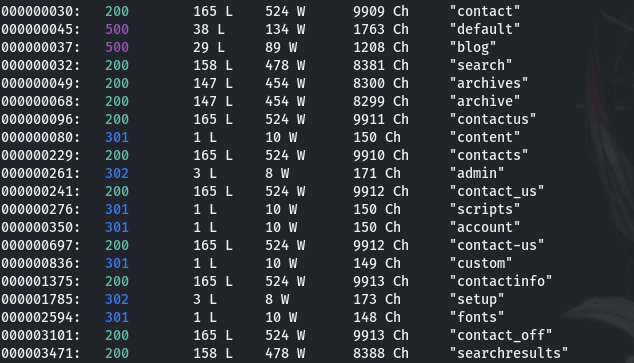 000000030: 200 165 L 524 W 9909 Ch "contact"
000000045: 500 38 L 134 W 1763 Ch "default"
000000037: 500 29 L 89 W 1208 Ch "blog"
000000032: 200 158 L 478 W 8381 Ch "search"
000000049: 200 147 L 454 W 8300 Ch "archives"
000000068: 200 147 L 454 W 8299 Ch "archive"
000000096: 200 165 L 524 W 9911 Ch "contactus"
000000080: 301 1 L 10 W 150 Ch "content"
000000229: 200 165 L 524 W 9910 Ch "contacts"
000000261: 302 3 L 8 W 171 Ch "admin"
000000241: 200 165 L 524 W 9912 Ch "contact_us"
000000276: 301 1 L 10 W 150 Ch "scripts"
000000350: 301 1 L 10 W 150 Ch "account"
000000697: 200 165 L 524 W 9912 Ch "contact-us"
000000836: 301 1 L 10 W 149 Ch "custom"
000001375: 200 165 L 524 W 9913 Ch "contactinfo"
000001785: 302 3 L 8 W 173 Ch "setup"
000002594: 301 1 L 10 W 148 Ch "fonts"
000003101: 200 165 L 524 W 9913 Ch "contact_off"
000003471: 200 158 L 478 W 8388 Ch "searchresults"